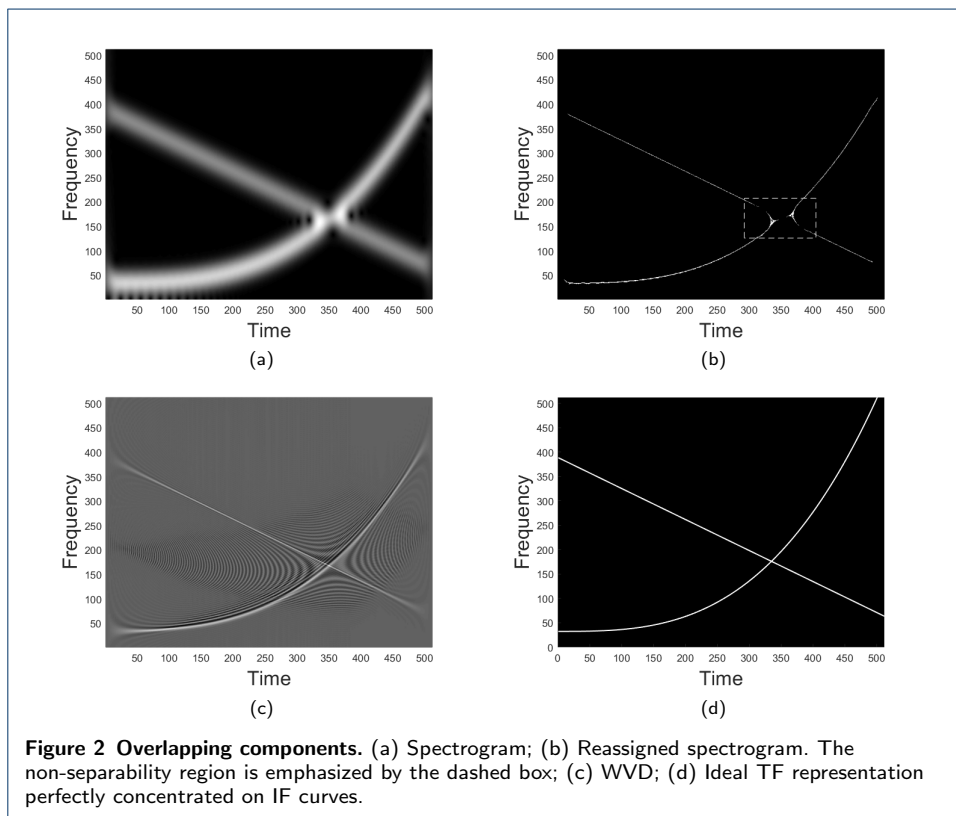 500
450
400
350
300
250
200
150
100
50
Frequency
50 100 150 200 250 300 350 400 450 500
Time
(a)
500
450
400
350
300
250
200
150
100
50
Frequency
50 100 150 200 250 300 350 400 450 500
Time
(b)
500
450
400
350
300
250
200
150
100
50
Frequency
50 100 150 200 250 300 350 400 450 500
Time
(c)
500
450
400
350
300
250
200
150
100
50
0
Frequency
0 50 100 150 200 250 300 350 400 450 500
Time
(d)
Figure 2 Overlapping components. (a) Spectrogram; (b) Reassigned spectrogram. The
non-separability region is emphasized by the dashed box; (c) WVD; (d) Ideal TF representation
perfectly concentrated on IF curves.